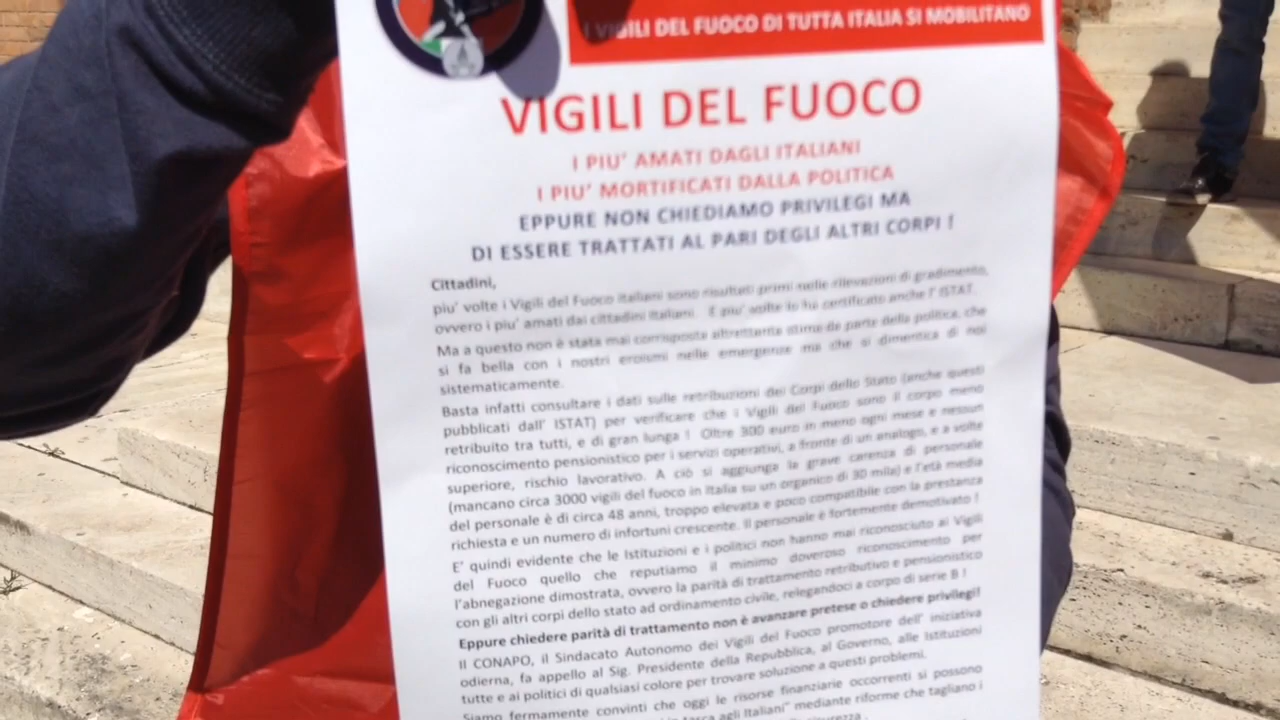 I VIGILI DEL FUOCO DI TUTTA ITALIA SI MOBILITANO
VIGILI DEL FUOCO
I PIU' AMATI DAGLI ITALIANI
I PIU' MORTIFICATI DALLA POLITICA
EPPURE NON CHIEDIAMO PRIVILEGI MA
DI ESSERE TRATTATI AL PARI DEGLI ALTRI CORPI !
Cittadini,
piu' volte i Vigili del Fuoco italiani sono risultati primi nelle rilevazioni di gradimento,
ovvero i piu' amati dai cittadini italiani. E piu' volte lo ha certificato anche l' ISTAT.
Ma a questo non è stata mai corrisposta altrettanta stima da parte della politica, che
si fa bella con i nostri eroismi nelle emergenze ma che si dimentica di noi
sistematicamente.
Basta infatti consultare i dati sulle retribuzioni dei Corpi dello Stato (anche questi
pubblicati dall' ISTAT) per verificare che i Vigili del Fuoco sono il corpo meno
retribuito tra tutti, e di gran lunga ! Oltre 300 euro in meno ogni mese e nessun
riconoscimento pensionistico per i servizi operativi, a fronte di un analogo, e a volte
superiore, rischio lavorativo. A ciò si aggiunge la grave carenza di personale
(mancano circa 3000 vigili del fuoco in Italia su un organico di 30 mila) e l'età media
del personale è di circa 48 anni, troppo elevata e poco compatibile con la prestanza
richiesta e un numero di infortuni crescente. Il personale è fortemente demotivato !
E' quindi evidente che le Istituzioni e i politici non hanno mai riconosciuto ai Vigili
del Fuoco quello che reputiamo il minimo doveroso riconoscimento per
l'abnegazione dimostrata, ovvero la parità di trattamento retributivo e pensionistico
con gli altri corpi dello stato ad ordinamento civile, relegandoci a corpo di serie B !
Eppure chiedere parità di trattamento non è avanzare pretese o chiedere privilegi!
Il CONAPO, il Sindacato Autonomo dei Vigili del Fuoco promotore dell' iniziativa
odierna, fa appello al Sig. Presidente della Repubblica, al Governo, alle Istituzioni
tutte e ai politici di qualsiasi colore per trovare soluzione a questi problemi.
Siamo fermamente convinti che oggi le risorse finanziarie occorrenti si possono
in tasca agli Italiani" mediante riforme che tagliano i